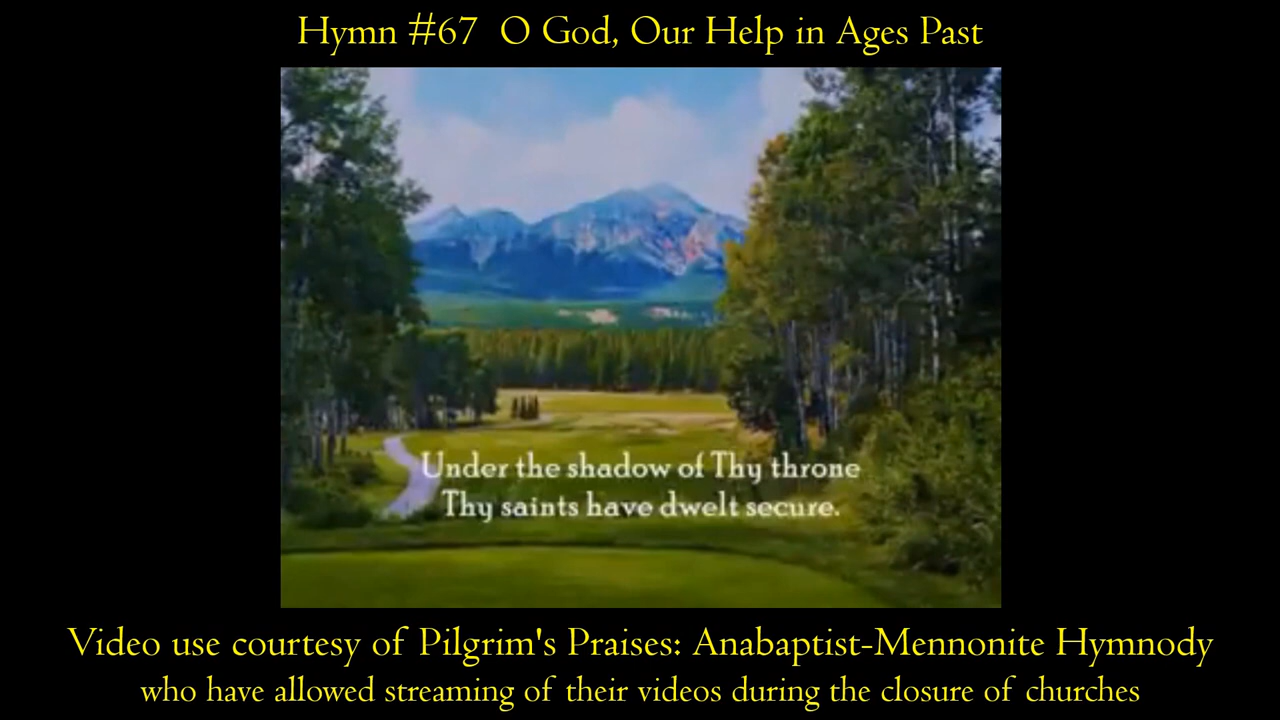 Hymn #67 O God, Our Help in Ages Past
Under the shadow of Thy throne
Thy saints have dwelt secure.
Video use courtesy of Pilgrim's Praises: Anabaptist-Mennonite Hymnody
who have allowed streaming of their videos during the closure of churches